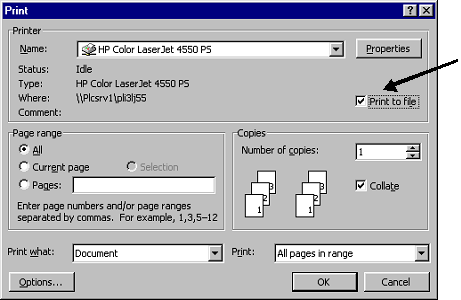 Print
Printer
Name: HP Color LaserJet 4550 PS Properties
Status: Idle
Type: HP Color LaserJet 4550 PS
Where: \\Plcsrv1\pli3lj55
Comment: Print to file
Page range
All
Current page Selection
Pages:
Enter page numbers and/or page ranges
separated by commas. For example, 1,3,5–12
Copies
Number of copies: 1
1 2 3 1 2 3 Collate
Print what: Document Print: All pages in range
Options... OK Cancel